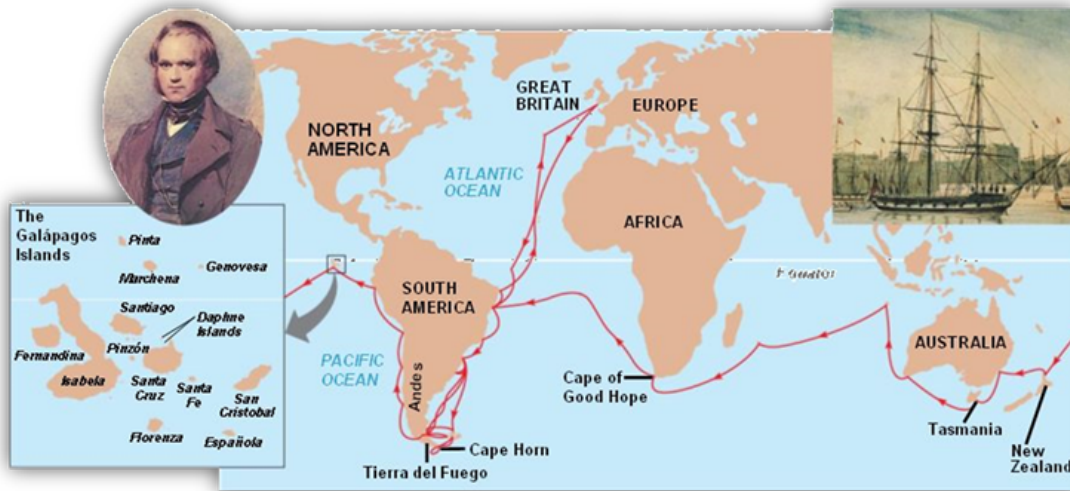 GREAT
BRITAIN
EUROPE
NORTH
AMERICA
ATLANTIC
OCEAN
AFRICA
The
Galápagos
Islands
Pinta
Genovesa
Marchena
Equator
SOUTH
AMERICA
Santiago
Daphne
Islands
Pinzón
Fernandina
Isabela
Santa
Cruz
Santa
Fe
San
Cristobal
Florenza
Española
PACIFIC
OCEAN
Andes
AUSTRALIA
Cape of
Good Hope
Tasmania
Cape Horn
Tierra del Fuego
New
Zealand